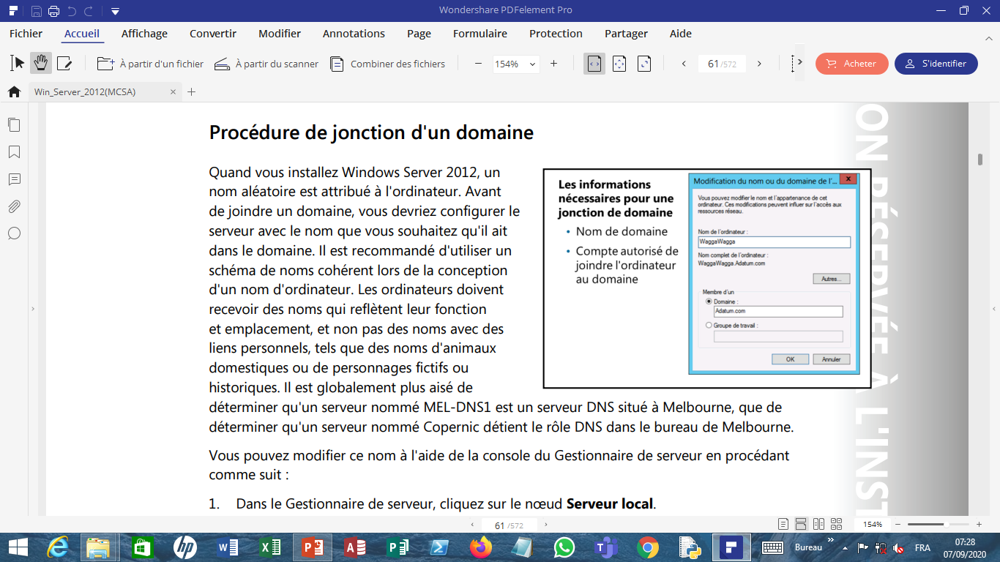 Wondershare PDFelement Pro
Fichier Accueil Affichage Convertir Modifier Annotations Page Formulaire Protection Partager Aide
À partir d'un fichier À partir du scanner Combiner des fichiers 154% 61 /572 Acheter S'identifier
Win_Server_2012(MCSA)
Procédure de jonction d'un domaine
Quand vous installez Windows Server 2012, un
nom aléatoire est attribué à l'ordinateur. Avant
de joindre un domaine, vous devriez configurer le
serveur avec le nom que vous souhaitez qu'il ait
dans le domaine. Il est recommandé d'utiliser un
schéma de noms cohérent lors de la conception
d'un nom d'ordinateur. Les ordinateurs doivent
recevoir des noms qui reflètent leur fonction
et emplacement, et non pas des noms avec des
liens personnels, tels que des noms d'animaux
domestiques ou de personnages fictifs ou
historiques. Il est globalement plus aisé de
déterminer qu'un serveur nommé MEL-DNS1 est un serveur DNS situé à Melbourne, que de
déterminer qu'un serveur nommé Copernic détient le rôle DNS dans le bureau de Melbourne.
Les informations
nécessaires pour une
jonction de domaine
• Nom de domaine
• Compte autorisé de
joindre l'ordinateur
au domaine
Modification du nom ou du domaine de l'...
Vous pouvez modifier le nom et l'appartenance de cet
ordinateur. Ces modifications peuvent influer sur l'accès aux
ressources réseau.
Nom de l'ordinateur :
WaggaWagga
Nom complet de l'ordinateur :
WaggaWagga.Adatum.com
Autres...
Membre d'un
Domaine :
Adatum.com
Groupe de travail :
OK Annuler
Vous pouvez modifier ce nom à l'aide de la console du Gestionnaire de serveur en procédant
comme suit :
1. Dans le Gestionnaire de serveur, cliquez sur le nœud Serveur local.
ON RÉSERVÉE À L'INST
61 /572 154%
Bureau FRA 07:28
07/09/2020